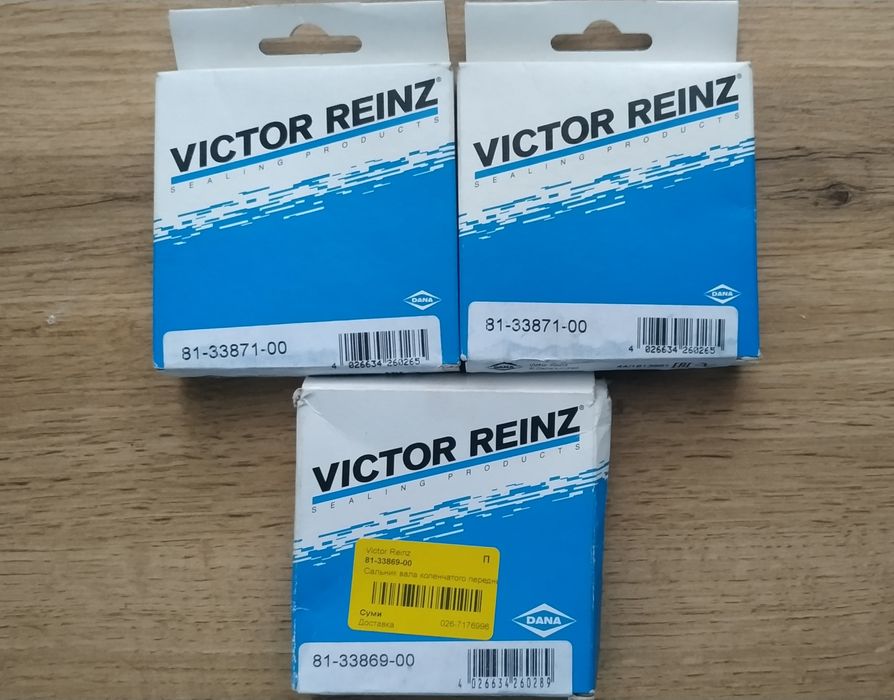 VICTOR REINZ®
SEALING PRODUCTS
DANA
81-33871-00
4 026634 260265
VICTOR REINZ®
SEALING PRODUCTS
DANA
81-33871-00
4 026634 260265
DANA
VICTOR REINZ®
SEALING PRODUCTS
Victor Reinz П
81-33869-00
Сальник вала коленчатого передн
Суми
Доставка 026-7176996
DANA
81-33869-00
4 026634 260289